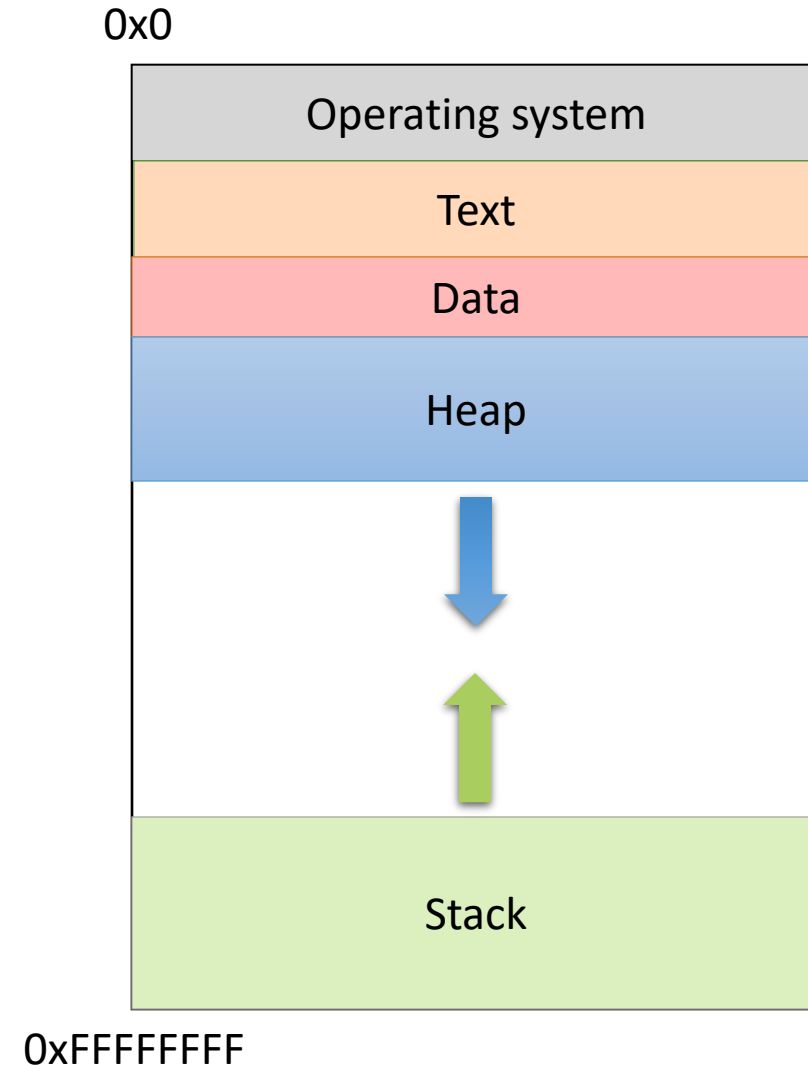 0x0
Operating system
Text
Data
Heap
Stack
0xFFFFFFFF